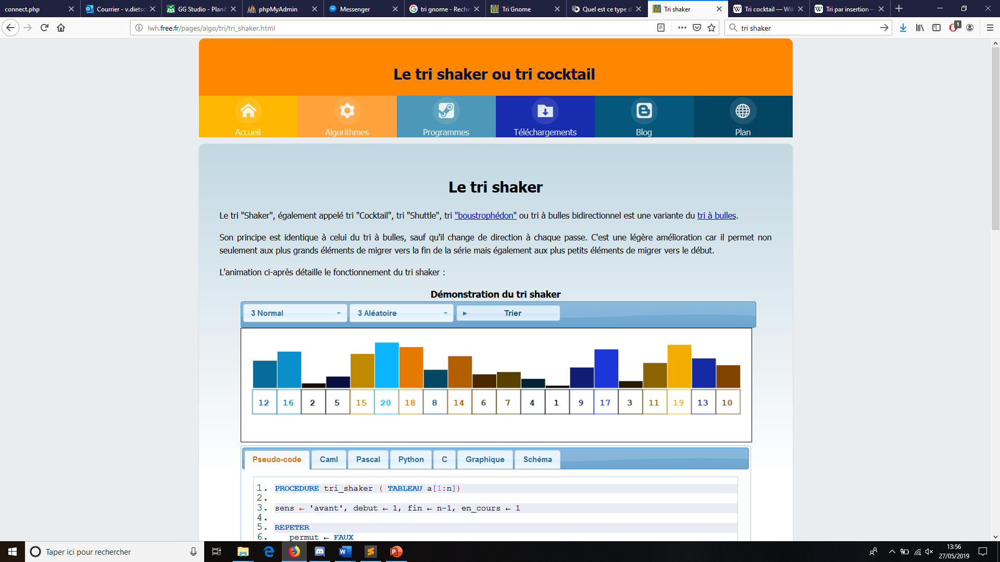 connect.php
Courrier - v.dietsc
GG Studio - Planif
phpMyAdmin
Messenger
tri gnome - Reche
Tri Gnome
Quel est ce type d
Tri shaker
Tri cocktail — Wik
Tri par insertion —
lwh.free.fr/pages/algo/tri/tri_shaker.html
tri shaker
1
Le tri shaker ou tri cocktail
Accueil
Algorithmes
Programmes
Téléchargements
Blog
Plan
Le tri shaker
Le tri "Shaker", également appelé tri "Cocktail", tri "Shuttle", tri "boustrophédon" ou tri à bulles bidirectionnel est une variante du tri à bulles.
Son principe est identique à celui du tri à bulles, sauf qu'il change de direction à chaque passe. C'est une légère amélioration car il permet non
seulement aux plus grands éléments de migrer vers la fin de la série mais également aux plus petits éléments de migrer vers le début.
L'animation ci-après détaille le fonctionnement du tri shaker :
Démonstration du tri shaker
3 Normal
3 Aléatoire
Trier
12 16 2 5 15 20 18 8 14 6 7 4 1 9 17 3 11 19 13 10
Pseudo-code
Caml
Pascal
Python
C
Graphique
Schéma
1. PROCEDURE tri_shaker ( TABLEAU a[1:n])
2.
3. sens ← 'avant', debut ← 1, fin ← n-1, en_cours ← 1
4.
5. REPETER
6. permut ← FAUX
Taper ici pour rechercher
13:56
27/05/2019